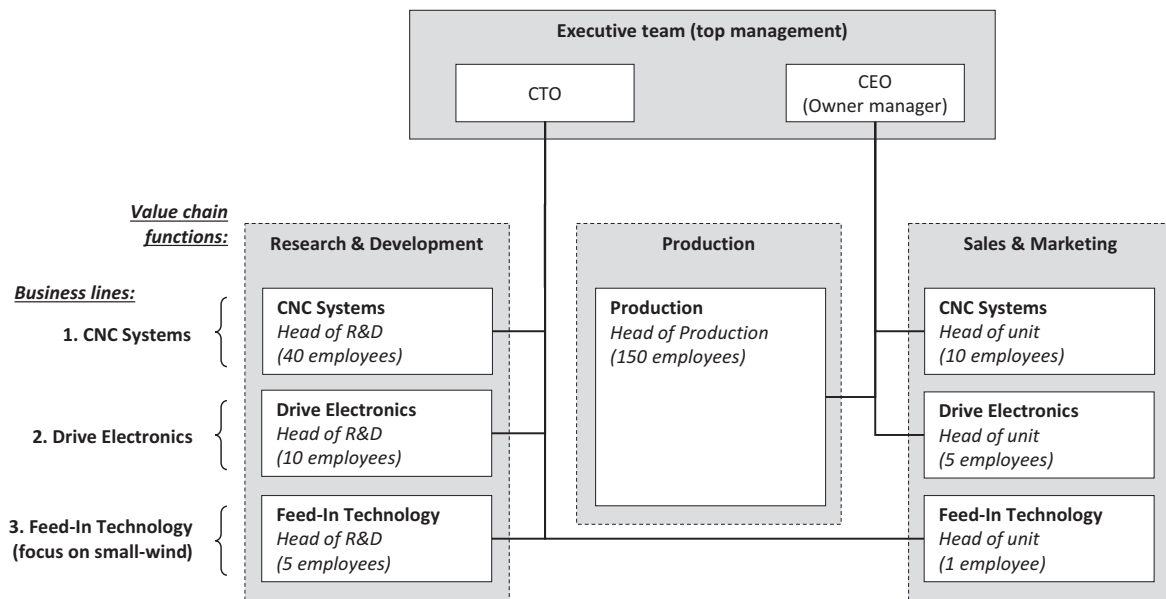 Executive team (top management)
CTO
CEO
(Owner manager)
Value chain
functions:
Research & Development
Production
Sales & Marketing
Business lines:
1. CNC Systems
CNC Systems
Head of R&D
(40 employees)
Production
Head of Production
(150 employees)
CNC Systems
Head of unit
(10 employees)
2. Drive Electronics
Drive Electronics
Head of R&D
(10 employees)
Drive Electronics
Head of unit
(5 employees)
3. Feed-In Technology
(focus on small-wind)
Feed-In Technology
Head of R&D
(5 employees)
Feed-In Technology
Head of unit
(1 employee)